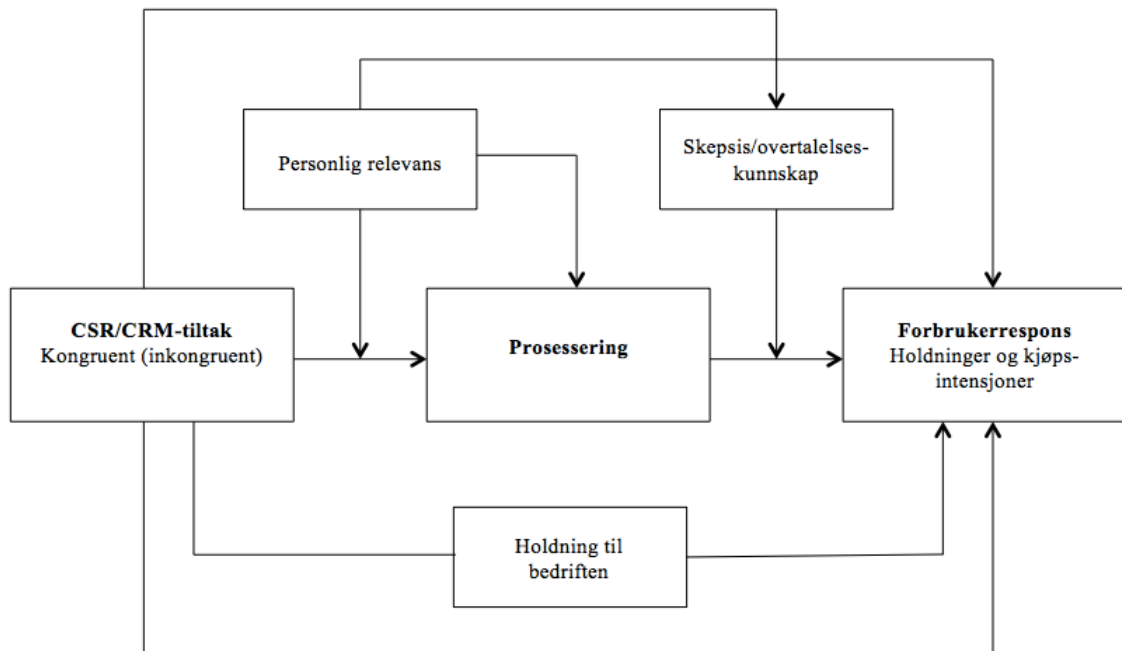 Personlig relevans
Skepsis/overtalelses-
kunnskap
CSR/CRM-tiltak
Kongruent (inkongruent)
Prosessering
Forbrukerrespons
Holdninger og kjøps-
intensjoner
Holdning til
bedriften